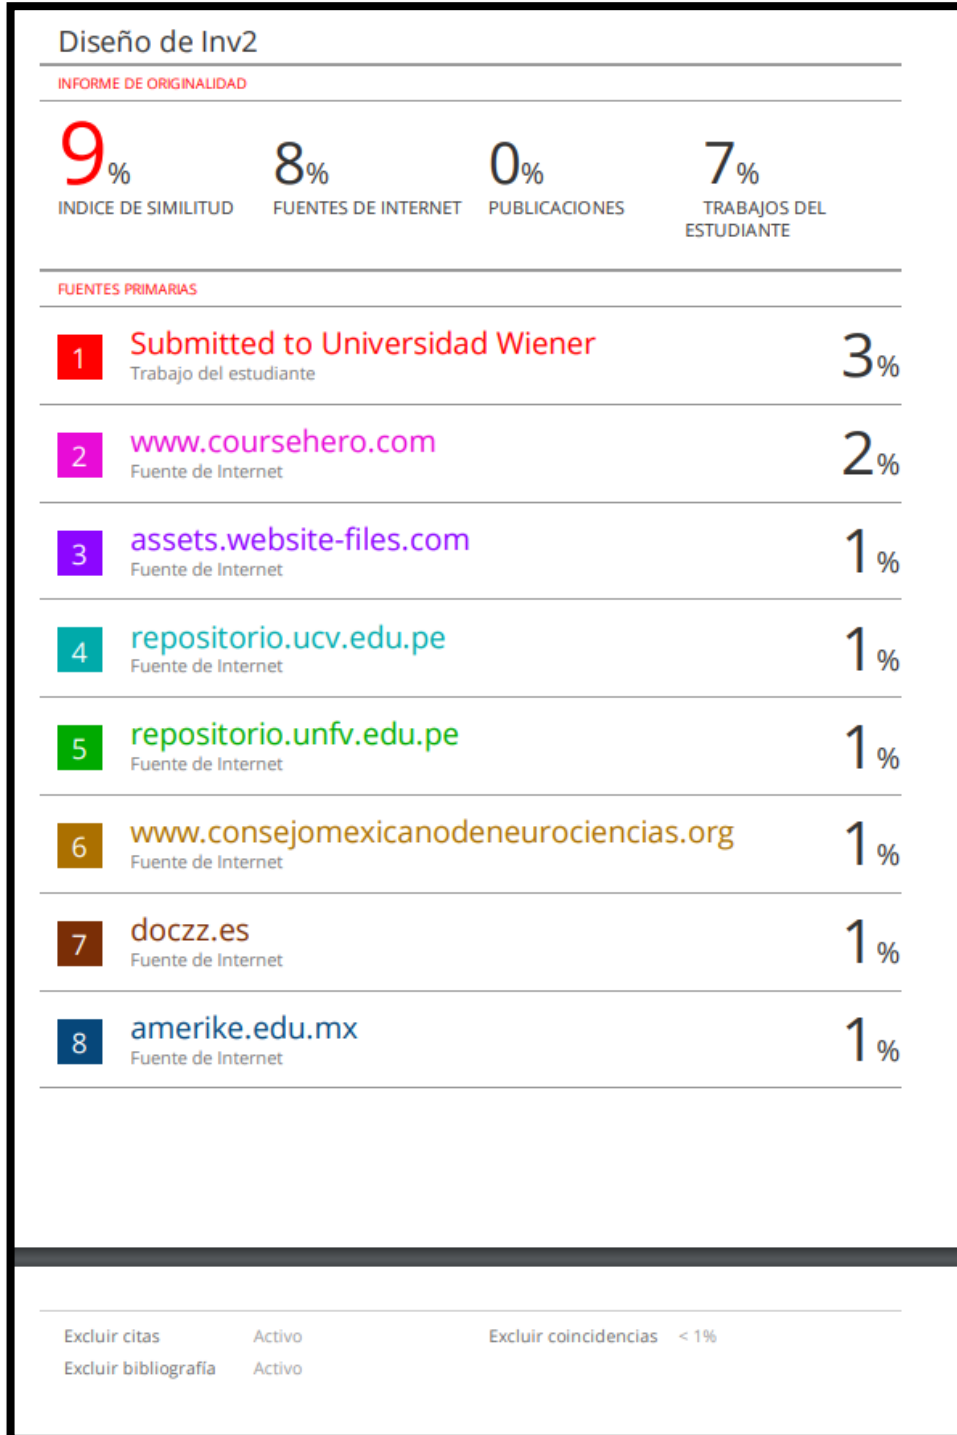 Diseño de Inv2
INFORME DE ORIGINALIDAD
9% 8% 0% 7%
INDICE DE SIMILITUD FUENTES DE INTERNET PUBLICACIONES TRABAJOS DEL
ESTUDIANTE
FUENTES PRIMARIAS
1 Submitted to Universidad Wiener 3%
Trabajo del estudiante
2 www.coursehero.com 2%
Fuente de Internet
3 assets.website-files.com 1%
Fuente de Internet
4 repositorio.ucv.edu.pe 1%
Fuente de Internet
5 repositorio.unfv.edu.pe 1%
Fuente de Internet
6 www.consejomexicanodeneurociencias.org 1%
Fuente de Internet
7 doczz.es 1%
Fuente de Internet
8 amerike.edu.mx 1%
Fuente de Internet
Excluir citas Activo Excluir coincidencias < 1%
Excluir bibliografía Activo